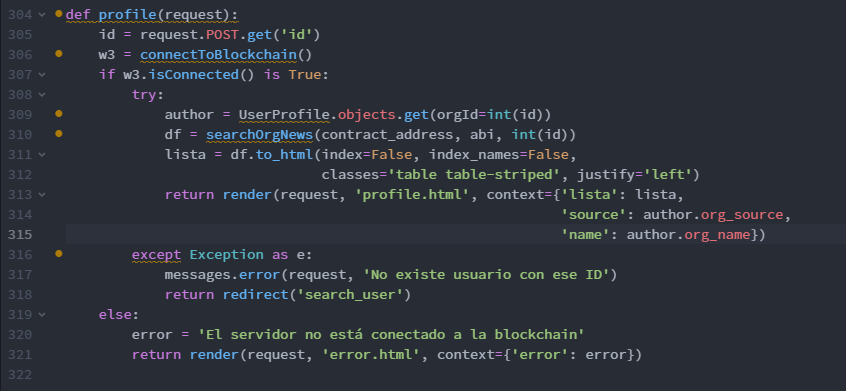 304 def profile(request):
305     id = request.POST.get('id')
306     w3 = connectToBlockchain()
307     if w3.isConnected() is True:
308         try:
309             author = UserProfile.objects.get(orgId=int(id))
310             df = searchOrgNews(contract_address, abi, int(id))
311             lista = df.to_html(index=False, index_names=False,
312                                classes='table table-striped', justify='left')
313             return render(request, 'profile.html', context={'lista': lista,
314                                                             'source': author.org_source,
315                                                             'name': author.org_name})
316         except Exception as e:
317             messages.error(request, 'No existe usuario con ese ID')
318             return redirect('search_user')
319     else:
320         error = 'El servidor no está conectado a la blockchain'
321         return render(request, 'error.html', context={'error': error})
322